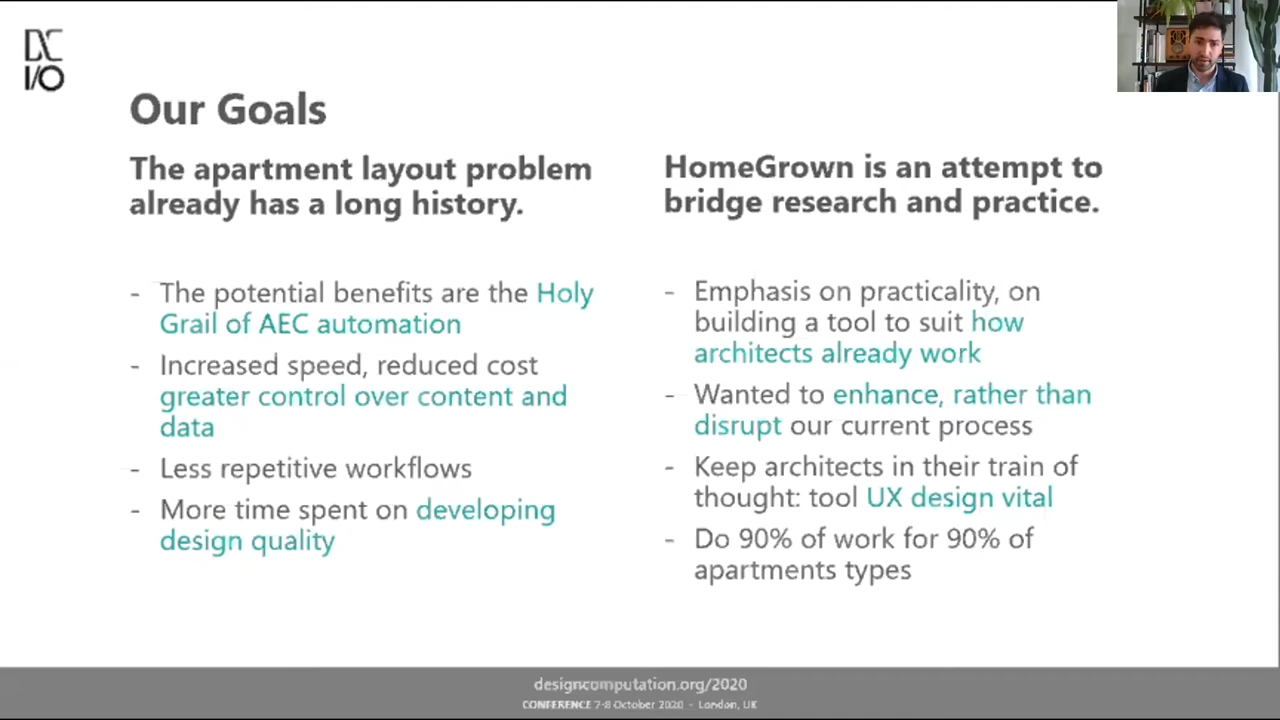 DC
I/O
Our Goals
The apartment layout problem
already has a long history.
- The potential benefits are the Holy
Grail of AEC automation
- Increased speed, reduced cost
greater control over content and
data
- Less repetitive workflows
- More time spent on developing
design quality
HomeGrown is an attempt to
bridge research and practice.
- Emphasis on practicality, on
building a tool to suit how
architects already work
- Wanted to enhance, rather than
disrupt our current process
- Keep architects in their train of
thought: tool UX design vital
- Do 90% of work for 90% of
apartments types
designcomputation.org/2020
CONFERENCE 7-8 October 2020 - London, UK